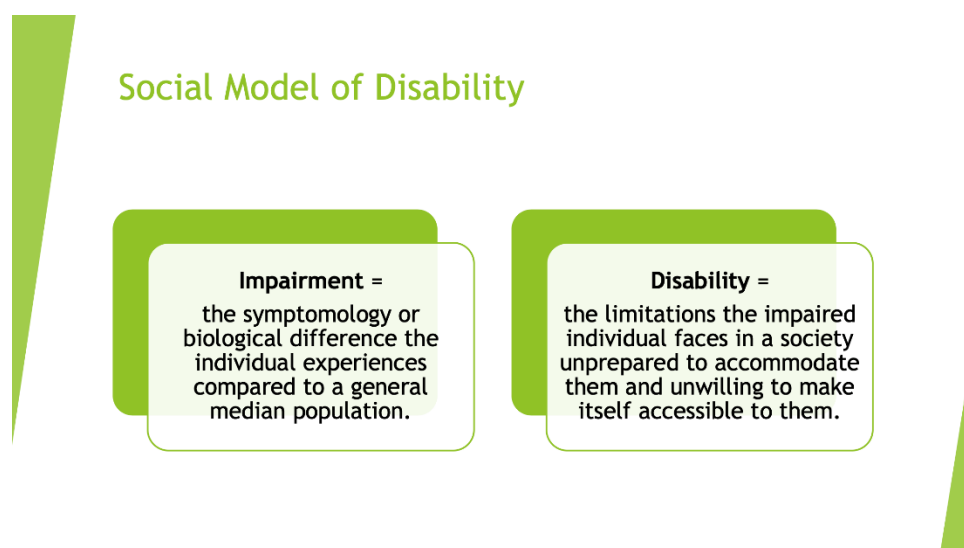 Social Model of Disability
Impairment =
the symptomology or
biological difference the
individual experiences
compared to a general
median population.
Disability =
the limitations the impaired
individual faces in a society
unprepared to accommodate
them and unwilling to make
itself accessible to them.